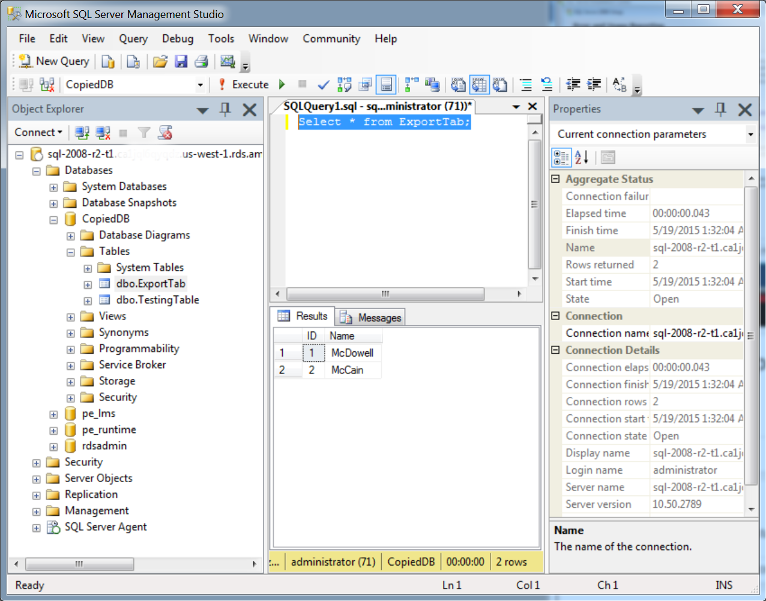 Microsoft SQL Server Management Studio
File Edit View Query Debug Tools Window Community Help
New Query
CopiedDB Execute
Object Explorer
Connect
sql-2008-r2-t1. us-west-1.rds.am
Databases
System Databases
Database Snapshots
CopiedDB
Database Diagrams
Tables
System Tables
dbo.ExportTab
dbo.TestingTable
Views
Synonyms
Programmability
Service Broker
Storage
Security
pe_lms
pe_runtime
rdsadmin
Security
Server Objects
Replication
Management
SQL Server Agent
SQLQuery1.sql - sq...ministrator (71))*
Select * from ExportTab;
Results Messages
ID Name
1 1 McDowell
2 2 McCain
:... administrator (71) CopiedDB 00:00:00 2 rows
Properties
Current connection parameters
Aggregate Status
Connection failur
Elapsed time 00:00:00.043
Finish time 5/19/2015 1:32:04 A
Name sql-2008-r2-t1.ca1j
Rows returned 2
Start time 5/19/2015 1:32:04 A
State Open
Connection
Connection name sql-2008-r2-t1.ca1j
Connection Details
Connection elaps 00:00:00.043
Connection finish 5/19/2015 1:32:04 A
Connection rows 2
Connection start 5/19/2015 1:32:04 A
Connection state Open
Display name sql-2008-r2-t1.ca1j
Login name administrator
Server name sql-2008-r2-t1.ca1j
Server version 10.50.2789
Name
The name of the connection.
Ready Ln 1 Col 1 Ch 1 INS